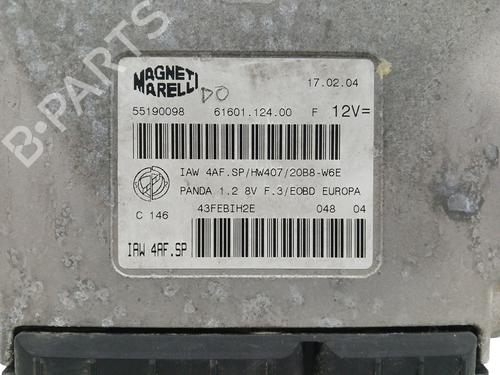 MAGNETI
MARELLI
DO
17.02.04
55190098 61601.124.00 F 12V=
IAW 4AF.SP/HW407/20B8-W6E
PANDA 1.2 8V F.3/EOBD EUROPA
C 146 43FEBIH2E 048 04
IAW 4AF.SP
B-PARTS